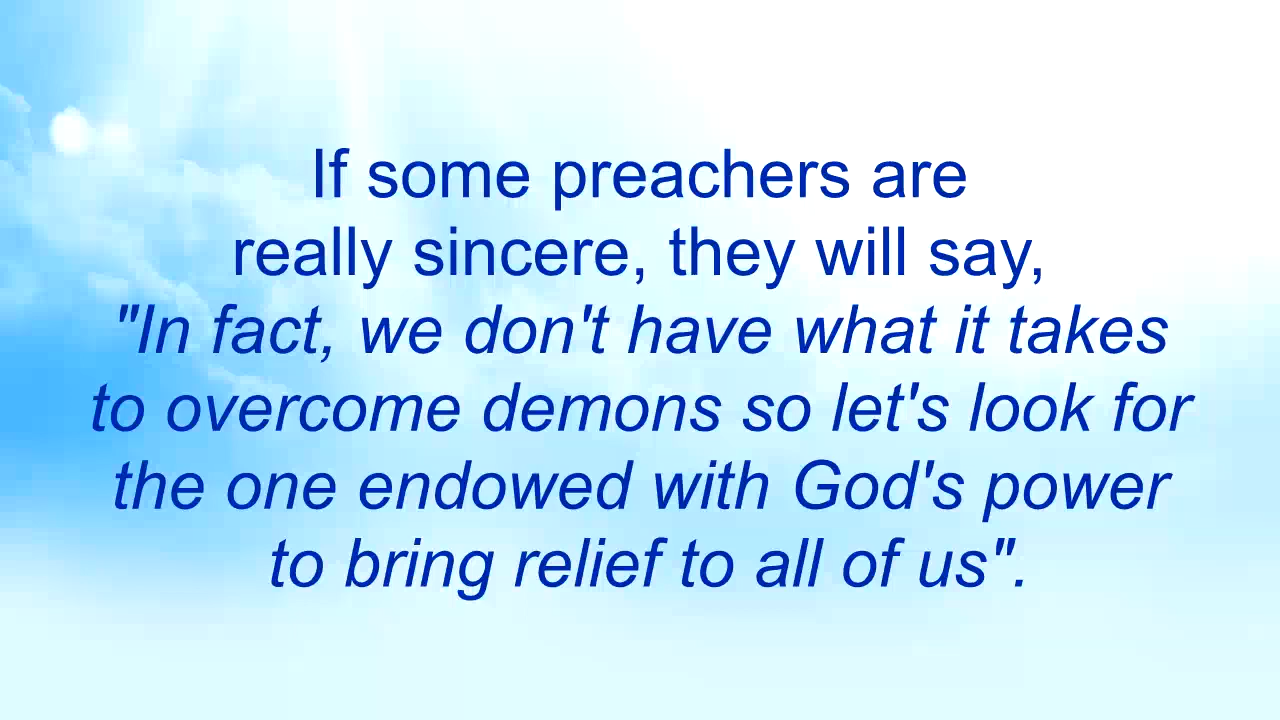 If some preachers are
really sincere, they will say,
"In fact, we don't have what it takes
to overcome demons so let's look for
the one endowed with God's power
to bring relief to all of us".